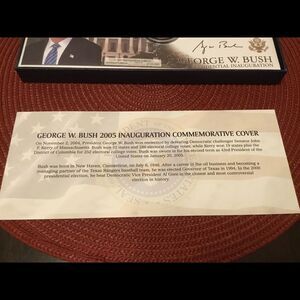 GEORGE W. BUSH
PRESIDENTIAL INAUGURATION
GEORGE W. BUSH 2005 INAUGURATION COMMEMORATIVE COVER
On November 2, 2004, President George W. Bush was reelected by defeating Democratic challenger Senator
John F. Kerry of Massachusetts. Bush won 31 states and 286 electoral college votes, while Kerry won 19 states plus the
District of Columbia for 252 electoral college votes. Bush was sworn in for his second term as 43rd President of the
United States on January 20, 2005.
Bush was born in New Haven, Connecticut, on July 6, 1946. After a career in the oil business and becoming a
managing partner of the Texas Rangers baseball team, he was elected Governor of Texas in 1994. In the 2000
presidential election, he beat Democratic Vice President Al Gore in the closest and most controversial
election in history.